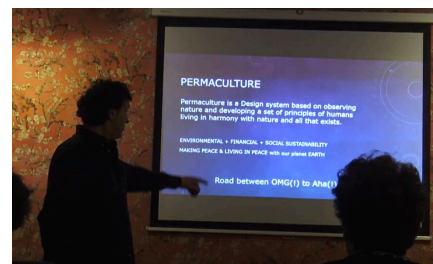 PERMACULTURE
Permaculture is a Design system based on observing
nature and developing a set of principles of humans
living in harmony with nature and all that exists.
ENVIRONMENTAL + FINANCIAL + SOCIAL SUSTAINABILITY
MAKING PEACE & LIVING IN PEACE with our planet EARTH
Road between OMG(!) to Aha(!)